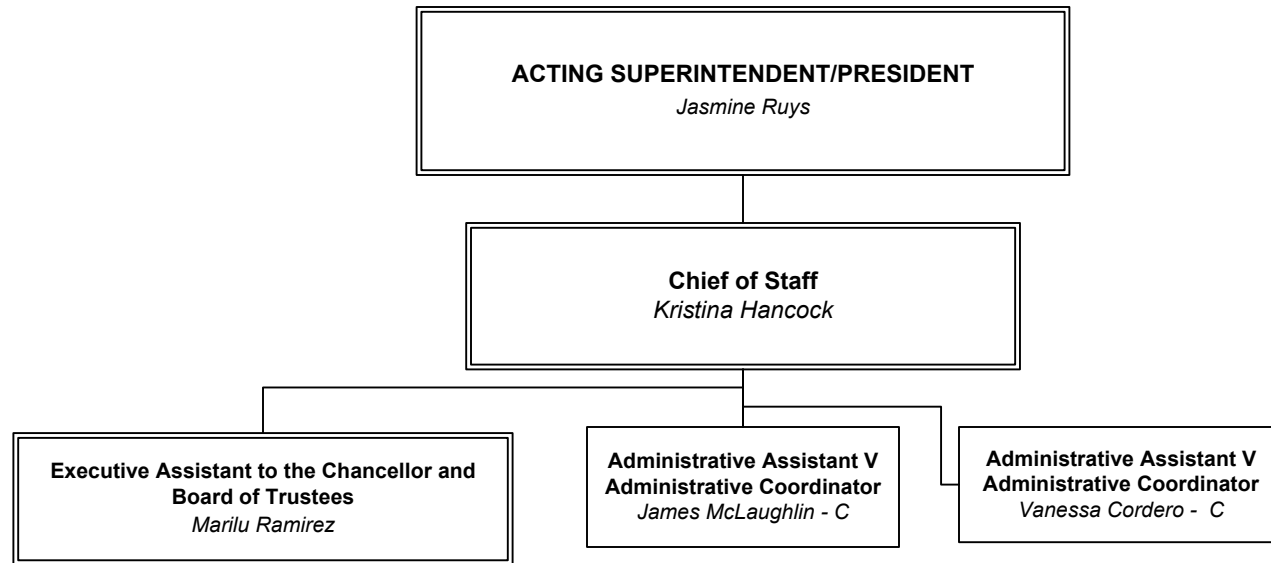 ACTING SUPERINTENDENT/PRESIDENT
Jasmine Ruys
Chief of Staff
Kristina Hancock
Executive Assistant to the Chancellor and
Board of Trustees
Marilu Ramirez
Administrative Assistant V
Administrative Coordinator
James McLaughlin - C
Administrative Assistant V
Administrative Coordinator
Vanessa Cordero - C